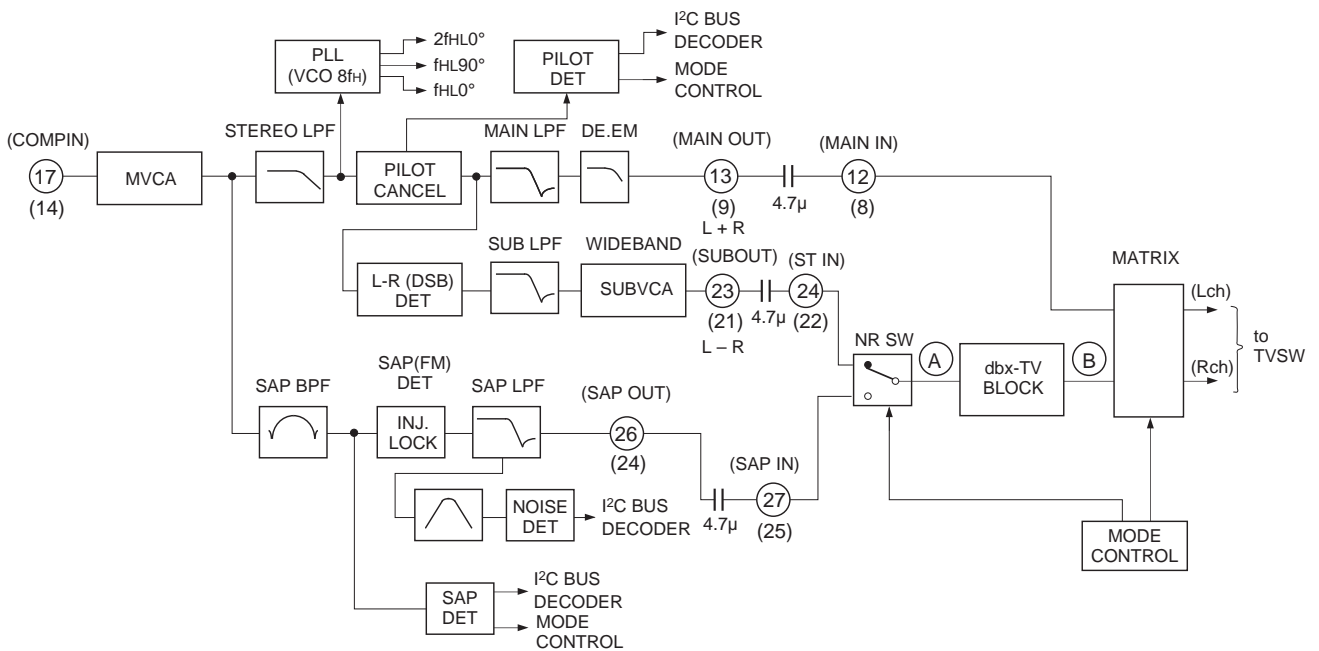 I²C BUS
DECODER
MODE
CONTROL
PLL
(VCO 8fH)
2fHL0°
fHL90°
fHL0°
PILOT
DET
STEREO LPF
MAIN LPF
DE.EM
(MAIN OUT)
(MAIN IN)
(COMPIN)
17
(14)
MVCA
PILOT
CANCEL
13
(9)
L + R
4.7µ
12
(8)
SUB LPF
WIDEBAND
(SUBOUT)
(ST IN)
MATRIX
L-R (DSB)
DET
SUBVCA
23
(21)
L – R
4.7µ
24
(22)
(Lch)
(Rch)
to
TVSW
NR SW
A
dbx-TV
BLOCK
B
SAP BPF
SAP(FM)
DET
SAP LPF
(SAP OUT)
INJ.
LOCK
26
(24)
(SAP IN)
4.7µ
27
(25)
NOISE
DET
I²C BUS
DECODER
MODE
CONTROL
SAP
DET
I²C BUS
DECODER
MODE
CONTROL